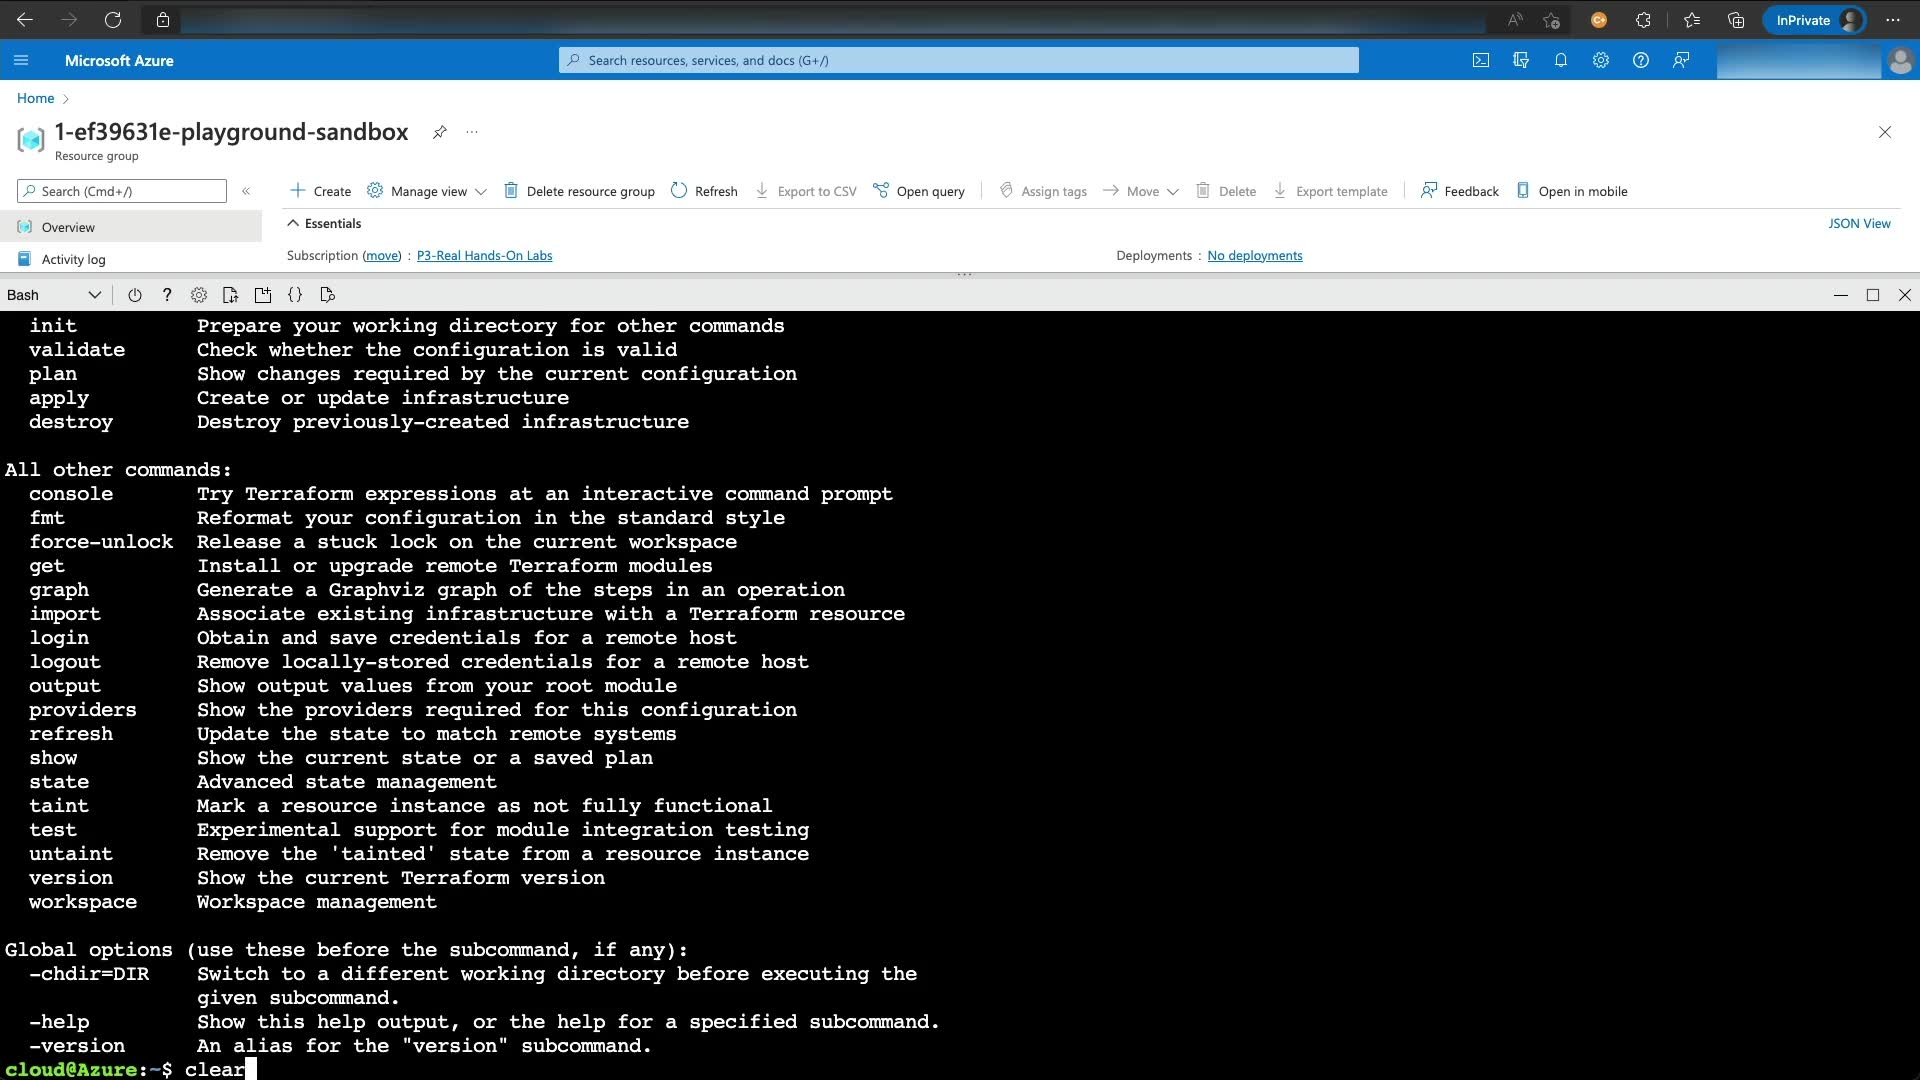 InPrivate
Microsoft Azure
Search resources, services, and docs (G+/)
Home
1-ef39631e-playground-sandbox
Resource group
Search (Cmd+/)
Create
Manage view
Delete resource group
Refresh
Export to CSV
Open query
Assign tags
Move
Delete
Export template
Feedback
Open in mobile
Overview
Essentials
JSON View
Subscription (move) : P3-Real Hands-On Labs
Deployments : No deployments
Activity log
Bash
init Prepare your working directory for other commands
validate Check whether the configuration is valid
plan Show changes required by the current configuration
apply Create or update infrastructure
destroy Destroy previously-created infrastructure
All other commands:
console Try Terraform expressions at an interactive command prompt
fmt Reformat your configuration in the standard style
force-unlock Release a stuck lock on the current workspace
get Install or upgrade remote Terraform modules
graph Generate a Graphviz graph of the steps in an operation
import Associate existing infrastructure with a Terraform resource
login Obtain and save credentials for a remote host
logout Remove locally-stored credentials for a remote host
output Show output values from your root module
providers Show the providers required for this configuration
refresh Update the state to match remote systems
show Show the current state or a saved plan
state Advanced state management
taint Mark a resource instance as not fully functional
test Experimental support for module integration testing
untaint Remove the 'tainted' state from a resource instance
version Show the current Terraform version
workspace Workspace management
Global options (use these before the subcommand, if any):
-chdir=DIR Switch to a different working directory before executing the
given subcommand.
-help Show this help output, or the help for a specified subcommand.
-version An alias for the "version" subcommand.
cloud@Azure:~$ clear